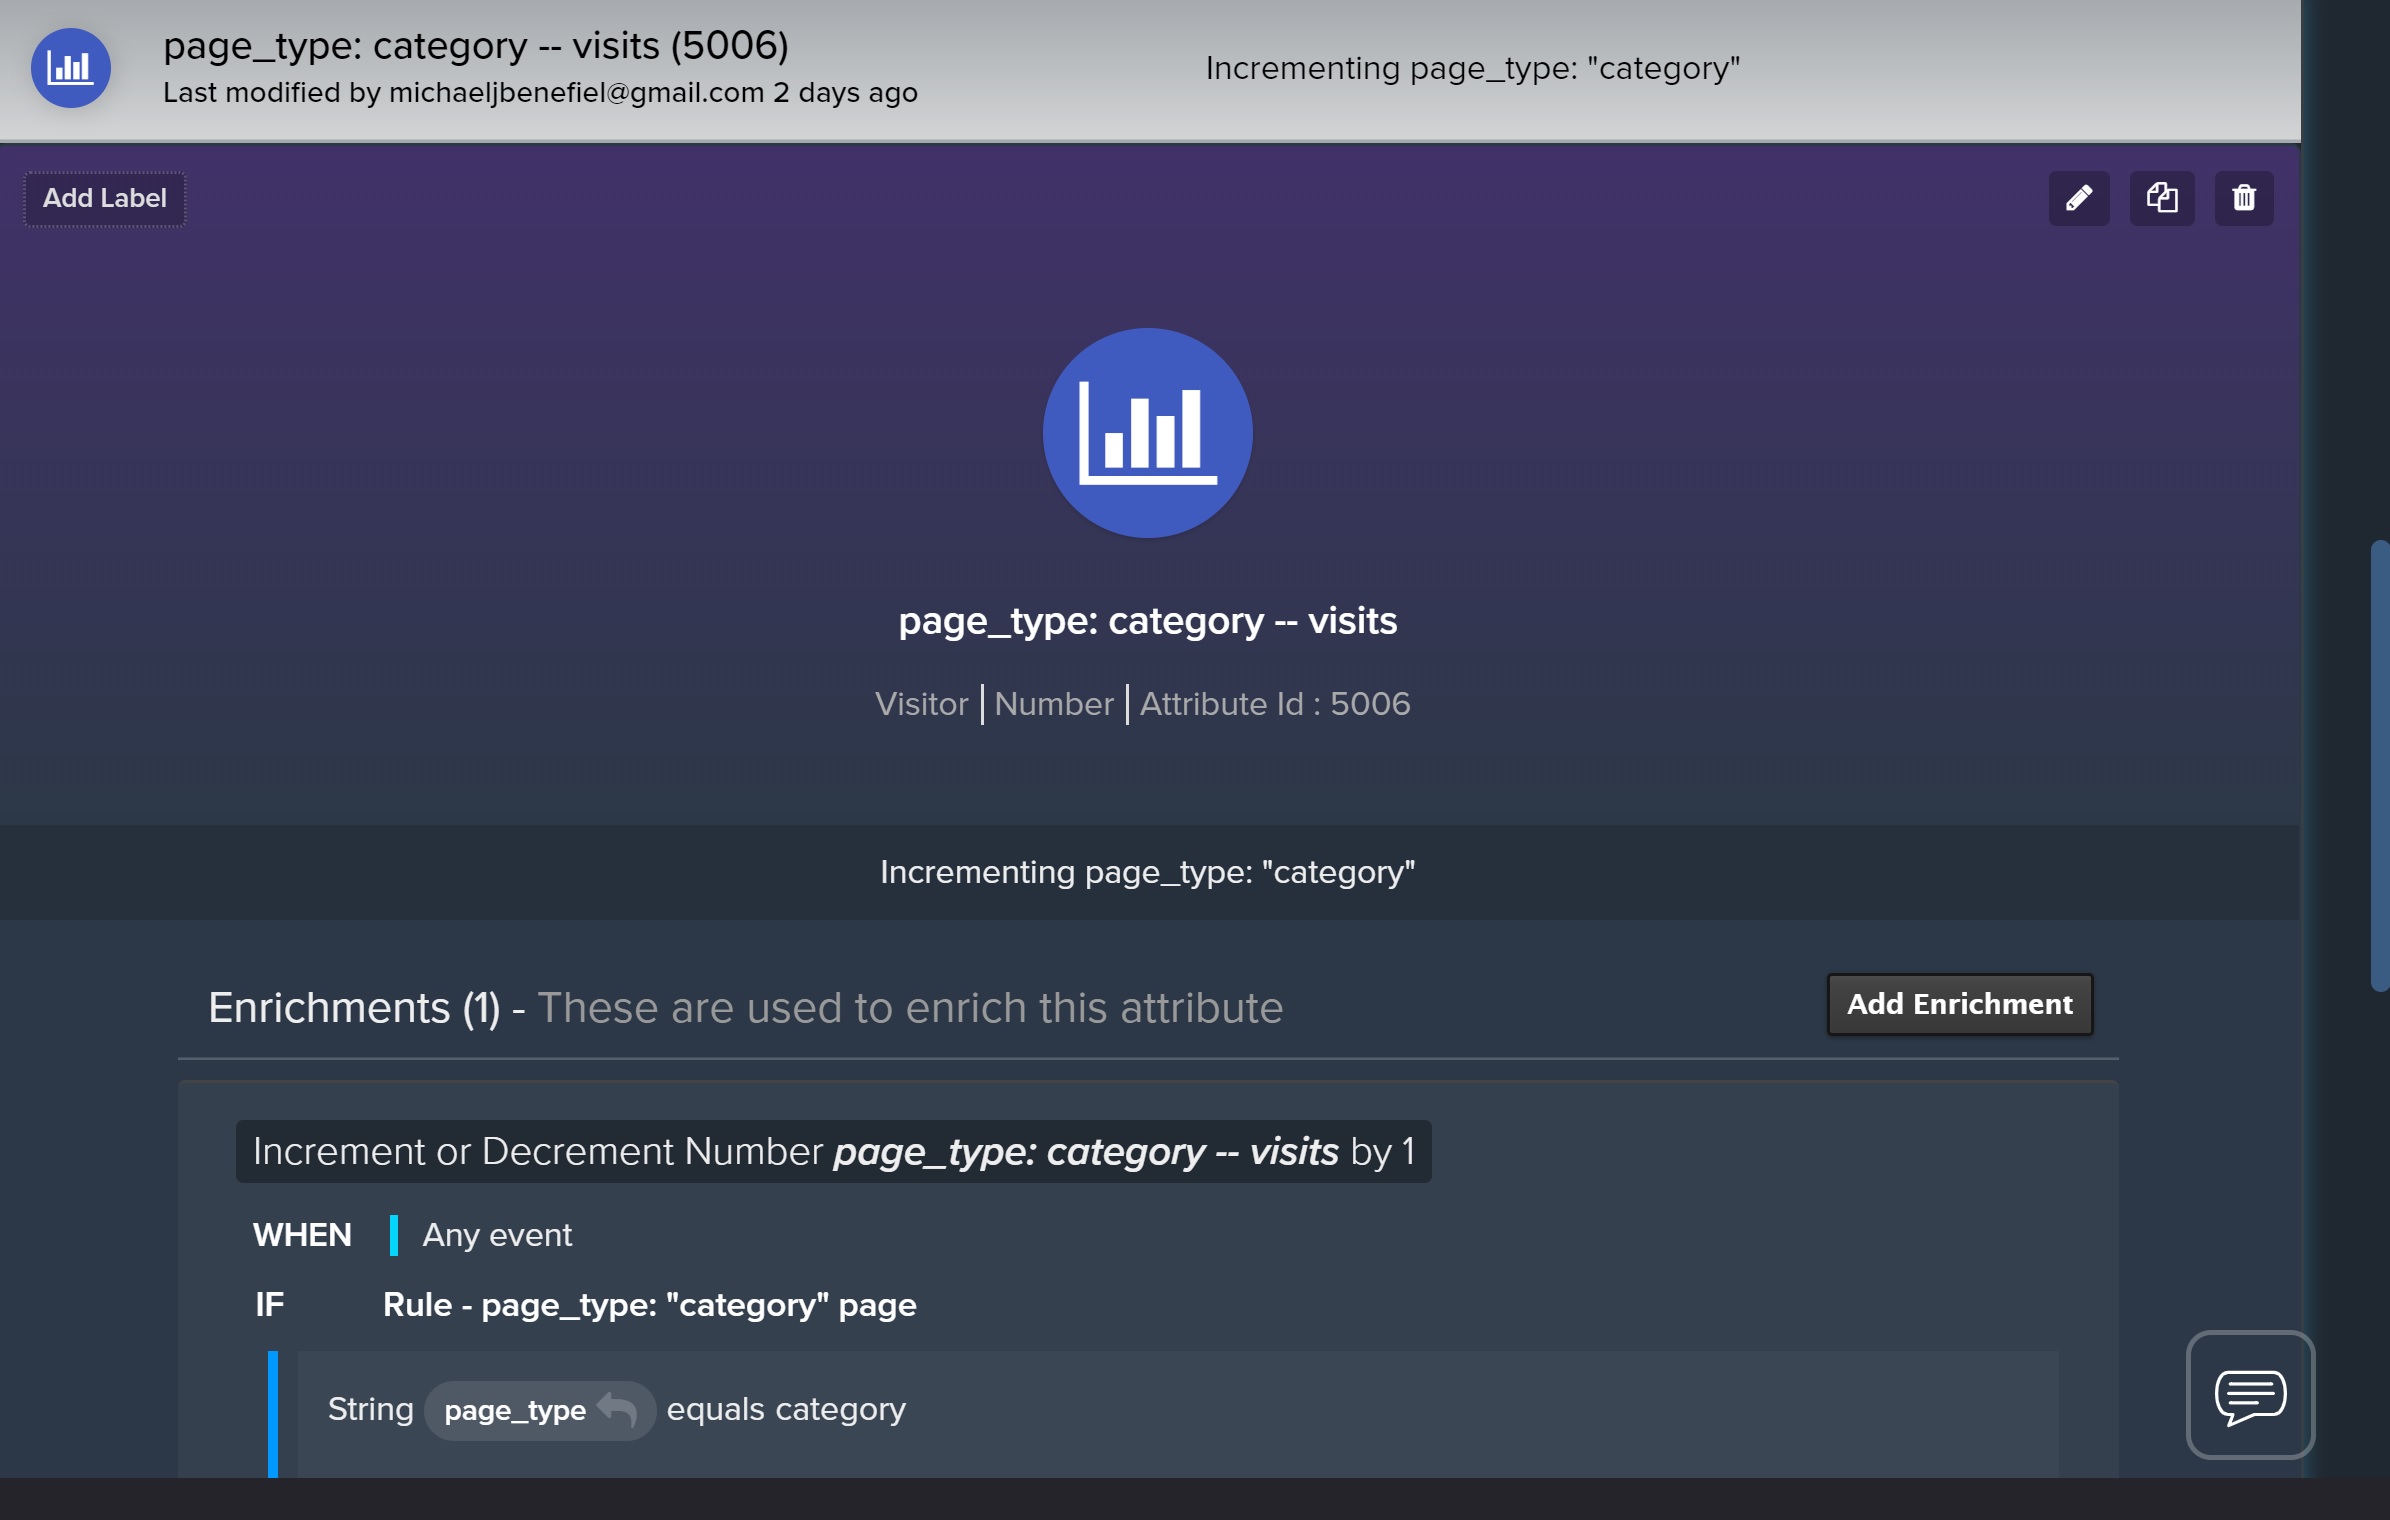 page_type: category -- visits (5006)
Last modified by michaeljbenefiel@gmail.com 2 days ago
Incrementing page_type: "category"
Add Label
page_type: category -- visits
Visitor | Number | Attribute Id : 5006
Incrementing page_type: "category"
Enrichments (1) - These are used to enrich this attribute
Add Enrichment
Increment or Decrement Number page_type: category -- visits by 1
WHEN Any event
IF Rule - page_type: "category" page
String page_type equals category